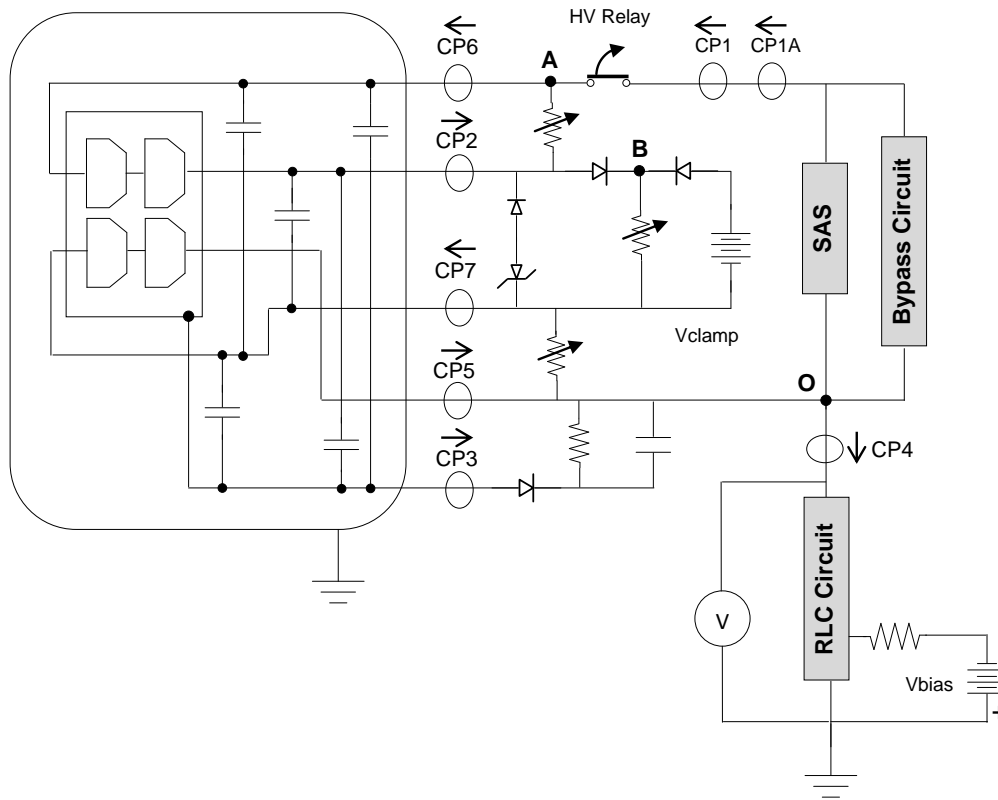 HV Relay
CP6
A
CP1
CP1A
CP2
B
SAS
Bypass Circuit
CP7
Vclamp
CP5
O
CP3
CP4
RLC Circuit
V
Vbias